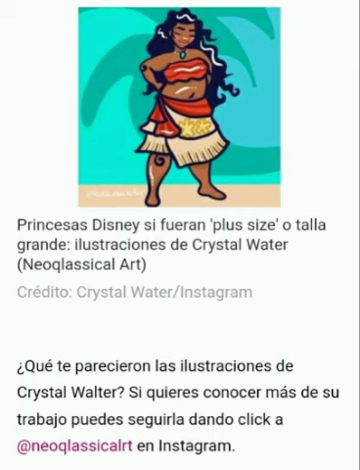 Princesas Disney si fueran 'plus size' o talla
grande: ilustraciones de Crystal Water
(Neoqlassical Art)
Crédito: Crystal Water/Instagram
¿Qué te parecieron las ilustraciones de
Crystal Walter? Si quieres conocer más de su
trabajo puedes seguirla dando click a
@neoqlassicalrt en Instagram.